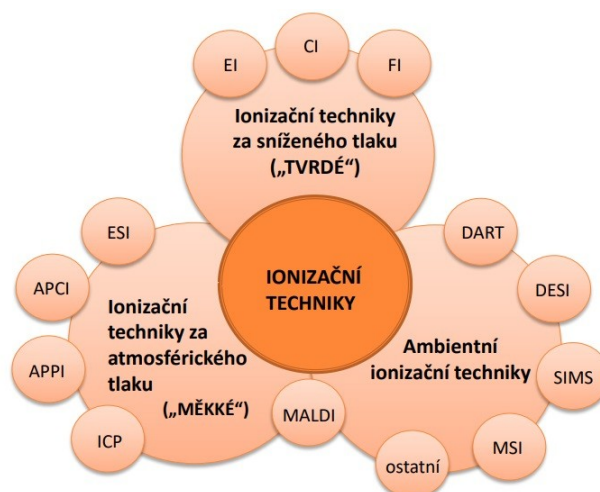 EI
CI
FI
Ionizační techniky
za sníženého tlaku
(„TVRDÉ“)
ESI
APCI
APPI
ICP
Ionizační
techniky za
atmosférického
tlaku
(„MĚKKÉ“)
IONIZAČNÍ
TECHNIKY
MALDI
DART
DESI
SIMS
MSI
ostatní
Ambientní
ionizační techniky